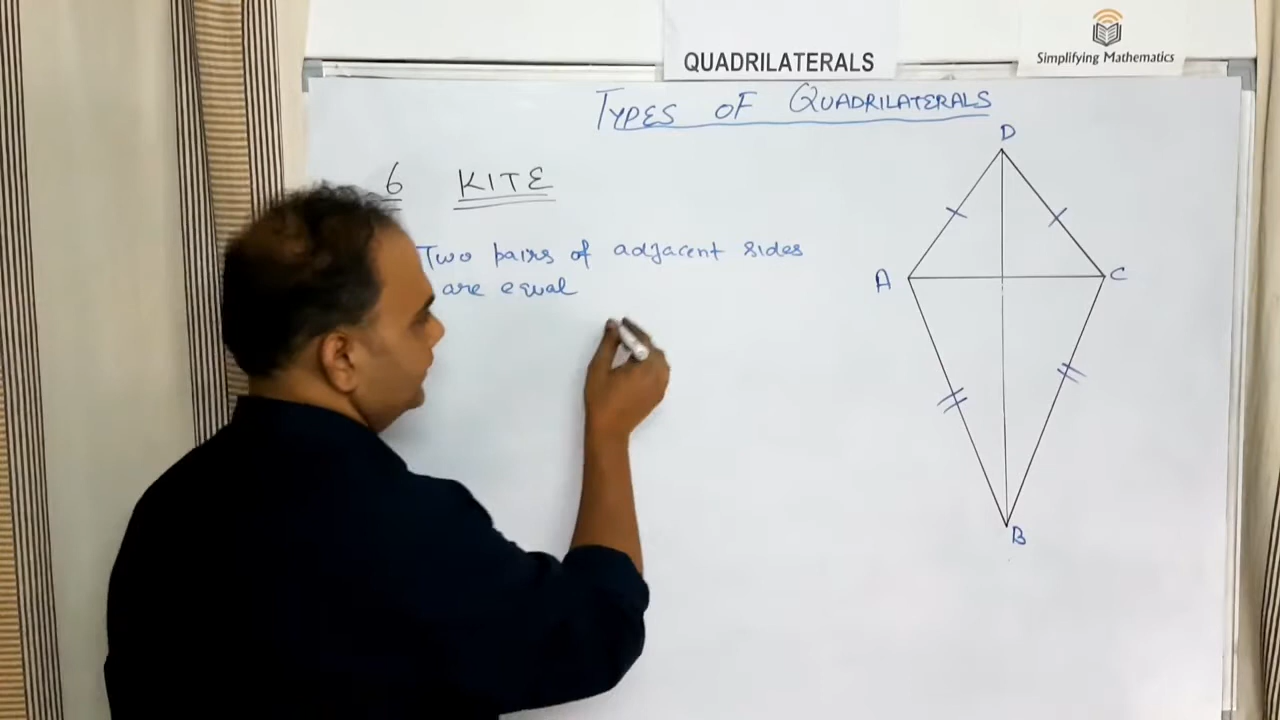 QUADRILATERALS
Simplifying Mathematics
TYPES OF QUADRILATERALS
6 KITE
Two pairs of adjacent sides
are equal
D
A
C
B